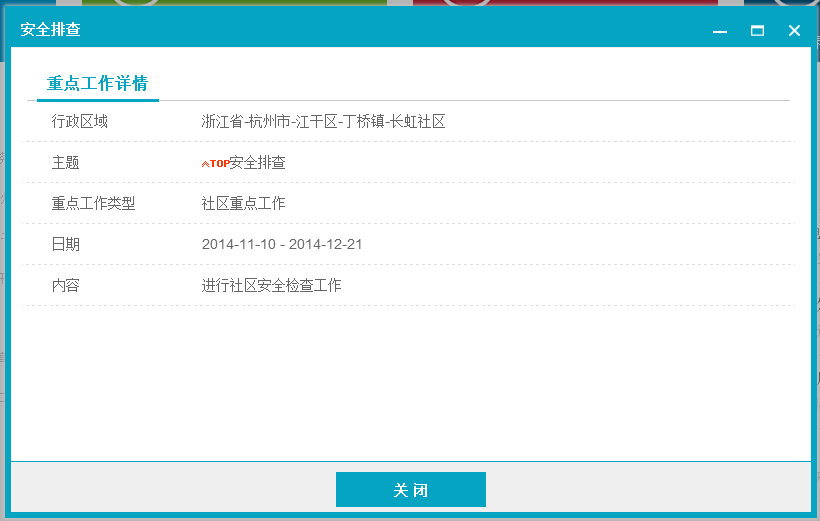 安全排查
重点工作详情
行政区域 浙江省-杭州市-江干区-丁桥镇-长虹社区
主题 TOP安全排查
重点工作类型 社区重点工作
日期 2014-11-10 - 2014-12-21
内容 进行社区安全检查工作
关 闭